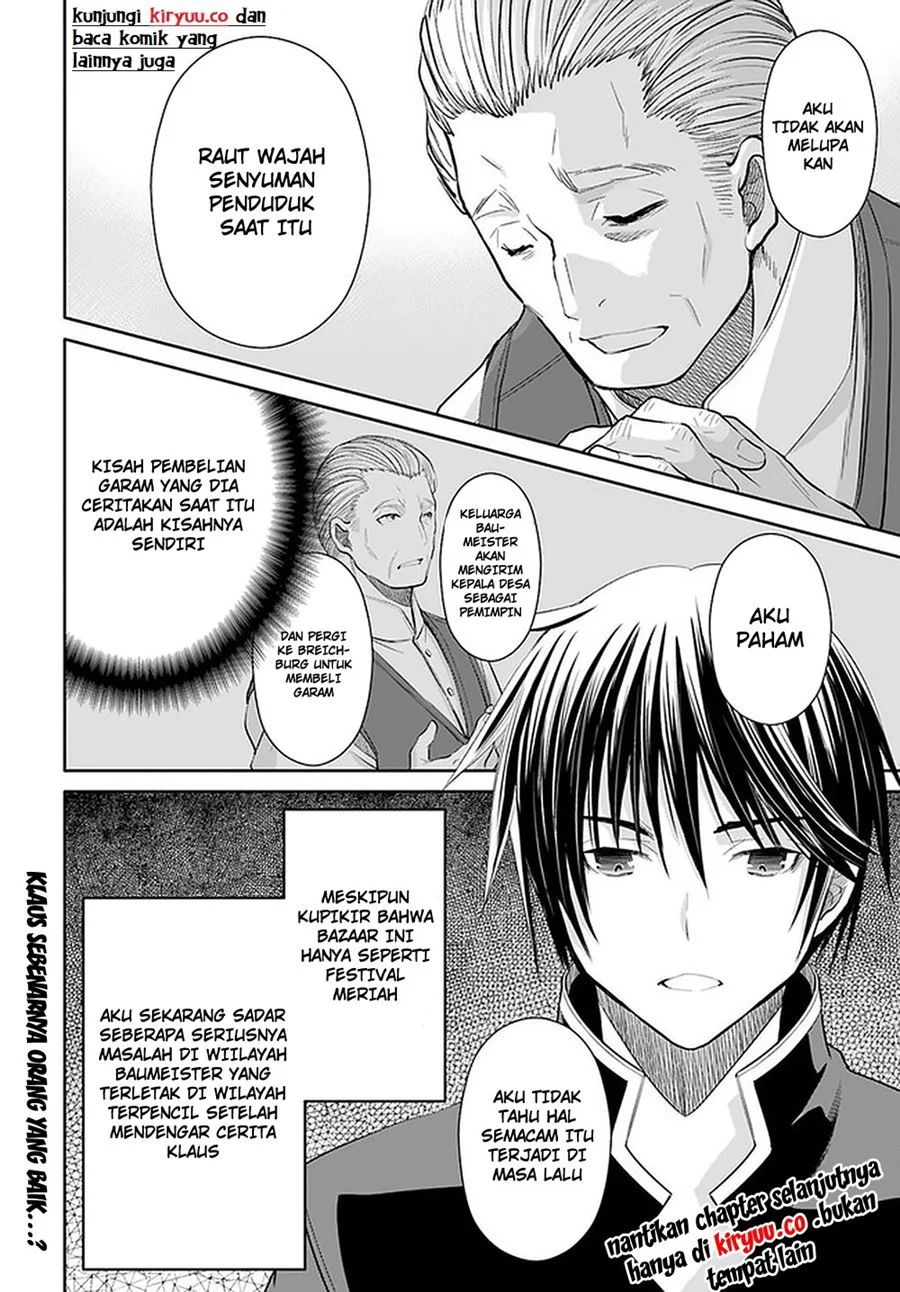 kunjungi kiryuu.co dan
baca komik yang
lainnya juga
AKU
TIDAK AKAN
MELUPA
KAN
RAUT WAJAH
SENYUMAN
PENDUDUK
SAAT ITU
KELUARGA
BAU-
MEISTER
AKAN
MENGIRIM
KEPALA DESA
SEBAGAI
PEMIMPIN
DAN PERGI
KE BREICH-
BURG UNTUK
MEMBELI
GARAM
KISAH PEMBELIAN
GARAM YANG DIA
CERITAKAN SAAT ITU
ADALAH KISAHNYA
SENDIRI
AKU
PAHAM
AKU TIDAK
TAHU HAL
SEMACAM ITU
TERJADI DI
MASA LALU
MESKIPUN
KUPIKIR BAHWA
BAZAAR INI
HANYA SEPERTI
FESTIVAL
MERIAH
AKU SEKARANG SADAR
SEBERAPA SERIUSNYA
MASALAH DI WIILAYAH
BAUMEISTER YANG
TERLETAK DI WILAYAH
TERPENCIL SETELAH
MENDENGAR CERITA
KLAUS
KLAUS SEBENARNYA ORANG YANG BAIK...?
nantikan chapter selanjutnya
hanya di kiryuu.co .bukan
tempat lain